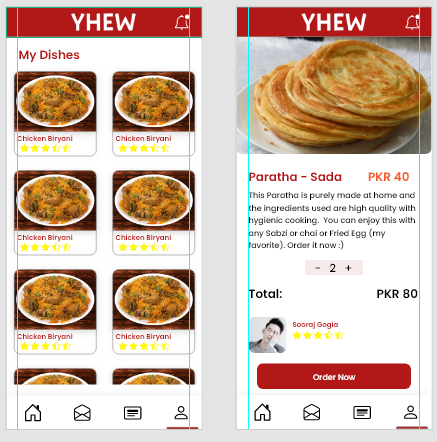 YHEW
My Dishes
Chicken Biryani
Chicken Biryani
Chicken Biryani
Chicken Biryani
Chicken Biryani
Chicken Biryani
YHEW
Paratha - Sada PKR 40
This Paratha is purely made at home and
the ingredients used are high quality with
hygienic cooking. You can enjoy this with
any Sabzi or chai or Fried Egg (my
favorite). Order it now :)
- 2 +
Total: PKR 80
Sooraj Gogia
Order Now